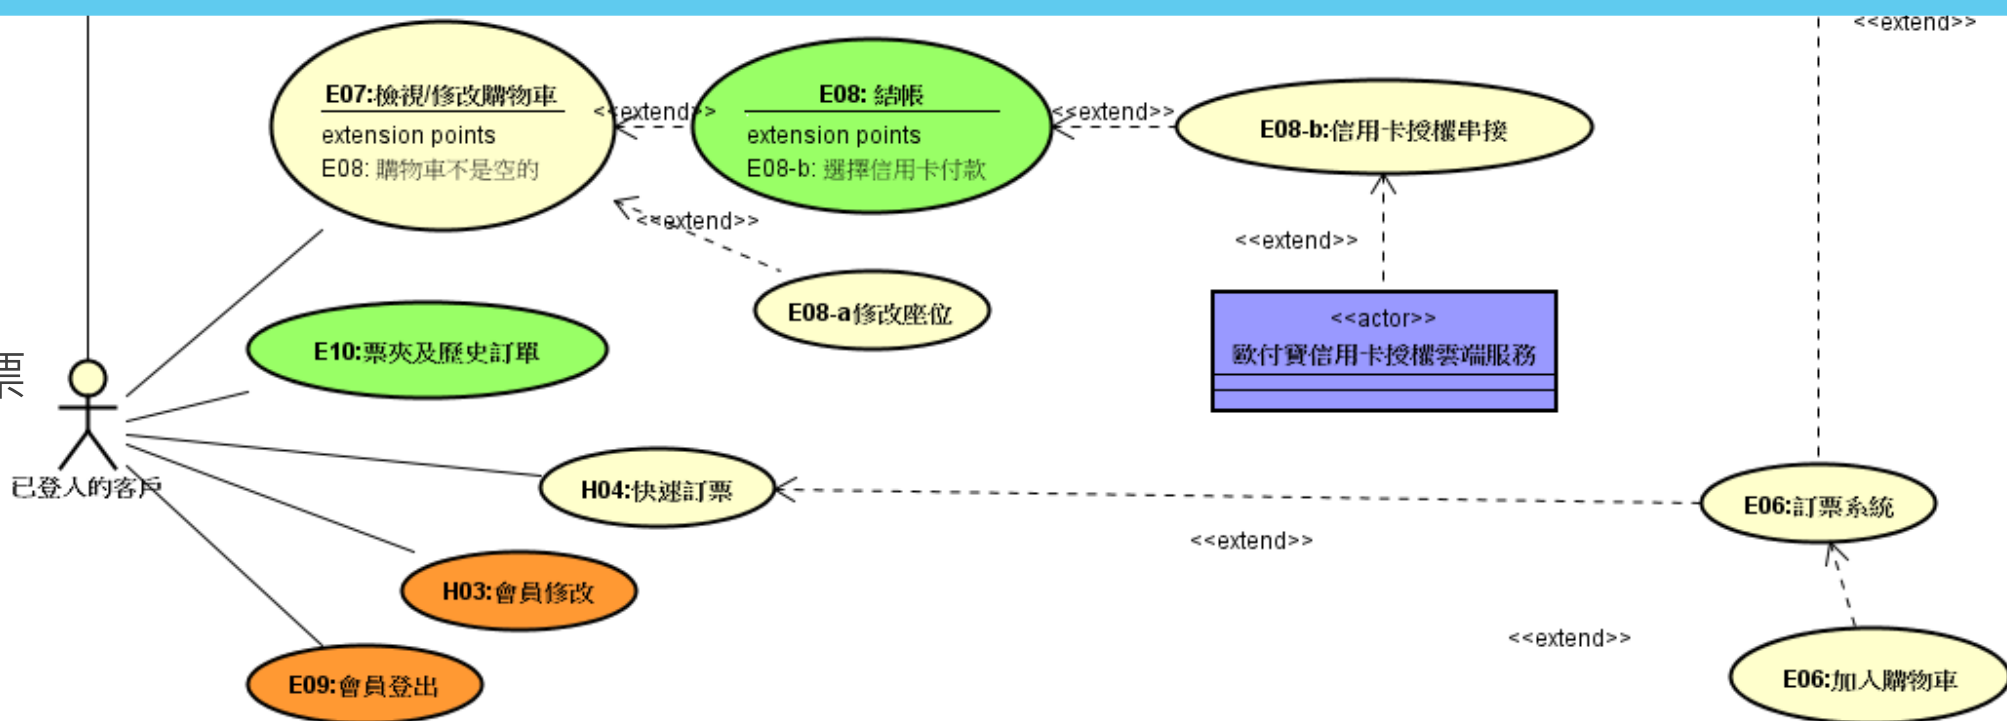 <<extend>>
E07:檢視/修改購物車
extension points
E08: 購物車不是空的
<<extend>>
E08: 結帳
extension points
E08-b: 選擇信用卡付款
<<extend>>
E08-b:信用卡授權串接
<<extend>>
<<extend>>
E08-a修改座位
<<actor>>
歐付寶信用卡授權雲端服務
E10:票夾及歷史訂單
票
已登入的客戶
H04:快速訂票
E06:訂票系統
<<extend>>
H03:會員修改
<<extend>>
E09:會員登出
E06:加入購物車